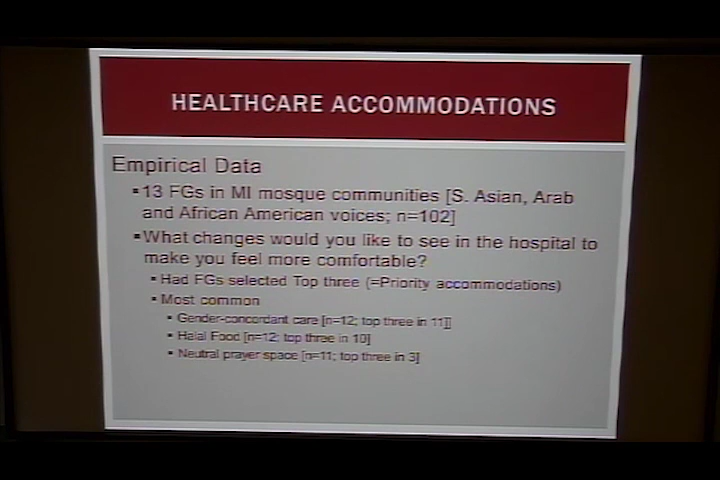 HEALTHCARE ACCOMMODATIONS
Empirical Data
▪13 FGs in MI mosque communities [S. Asian, Arab
and African American voices; n=102]
▪What changes would you like to see in the hospital to
make you feel more comfortable?
▪ Had FGs selected Top three (=Priority accommodations)
▪ Most common
▪ Gender-concordant care [n=12; top three in 11]]
▪ Halal Food [n=12; top three in 10]
▪ Neutral prayer space [n=11; top three in 3]